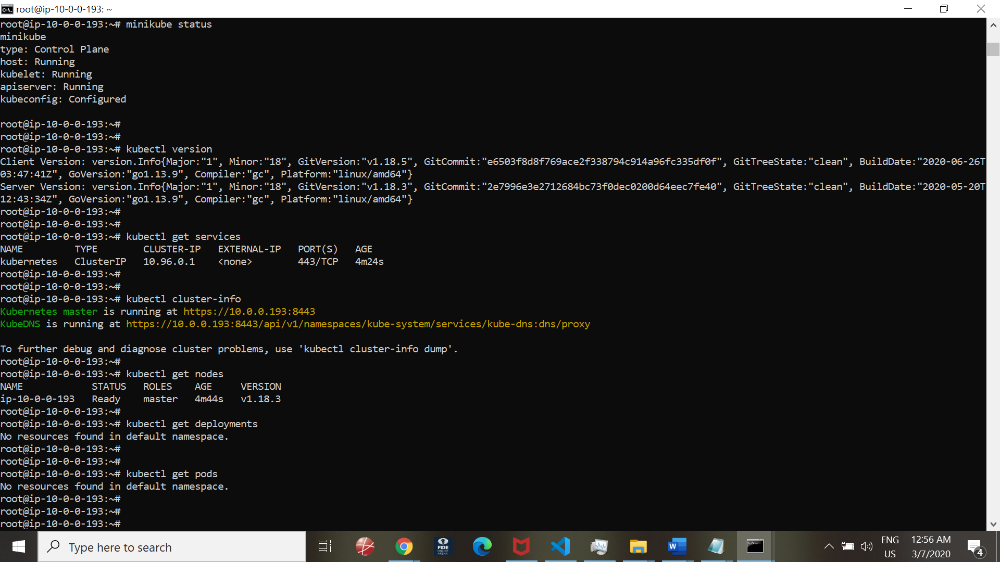 root@ip-10-0-0-193: ~
root@ip-10-0-0-193:~# minikube status
minikube
type: Control Plane
host: Running
kubelet: Running
apiserver: Running
kubeconfig: Configured
root@ip-10-0-0-193:~#
root@ip-10-0-0-193:~#
root@ip-10-0-0-193:~# kubectl version
Client Version: version.Info{Major:"1", Minor:"18", GitVersion:"v1.18.5", GitCommit:"e6503f8d8f769ace2f338794c914a96fc335df0f", GitTreeState:"clean", BuildDate:"2020-06-26T
03:47:41Z", GoVersion:"go1.13.9", Compiler:"gc", Platform:"linux/amd64"}
Server Version: version.Info{Major:"1", Minor:"18", GitVersion:"v1.18.3", GitCommit:"2e7996e3e2712684bc73f0dec0200d64eec7fe40", GitTreeState:"clean", BuildDate:"2020-05-20T
12:43:34Z", GoVersion:"go1.13.9", Compiler:"gc", Platform:"linux/amd64"}
root@ip-10-0-0-193:~#
root@ip-10-0-0-193:~#
root@ip-10-0-0-193:~# kubectl get services
NAME         TYPE        CLUSTER-IP   EXTERNAL-IP   PORT(S)   AGE
kubernetes   ClusterIP   10.96.0.1    <none>        443/TCP   4m24s
root@ip-10-0-0-193:~#
root@ip-10-0-0-193:~#
root@ip-10-0-0-193:~# kubectl cluster-info
Kubernetes master is running at https://10.0.0.193:8443
KubeDNS is running at https://10.0.0.193:8443/api/v1/namespaces/kube-system/services/kube-dns:dns/proxy
To further debug and diagnose cluster problems, use 'kubectl cluster-info dump'.
root@ip-10-0-0-193:~#
root@ip-10-0-0-193:~# kubectl get nodes
NAME            STATUS   ROLES    AGE     VERSION
ip-10-0-0-193   Ready    master   4m44s   v1.18.3
root@ip-10-0-0-193:~#
root@ip-10-0-0-193:~# kubectl get deployments
No resources found in default namespace.
root@ip-10-0-0-193:~#
root@ip-10-0-0-193:~#
root@ip-10-0-0-193:~# kubectl get pods
No resources found in default namespace.
root@ip-10-0-0-193:~#
root@ip-10-0-0-193:~#
root@ip-10-0-0-193:~#
Type here to search
FIDE
ONLINE
ARENA
W
ENG
US
12:56 AM
3/7/2020
4